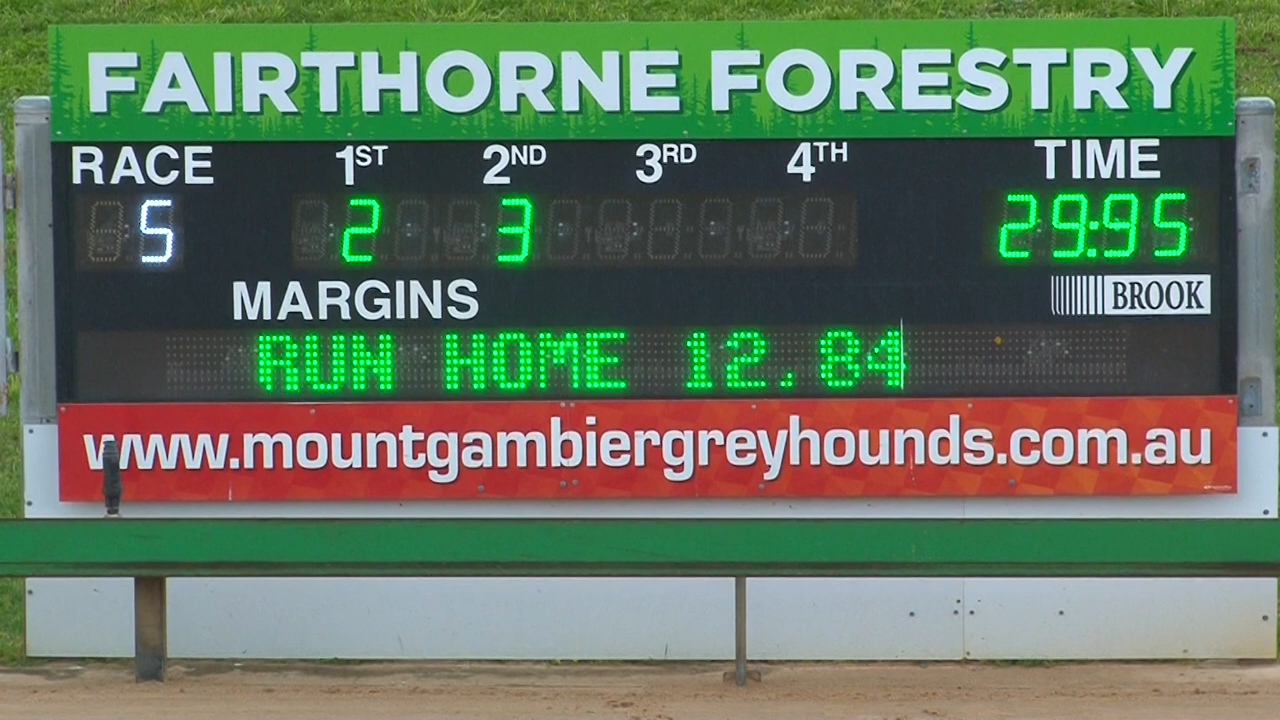 FAIRTHORNE FORESTRY
RACE 1ST 2ND 3RD 4TH TIME
5 2 3 29:95
MARGINS BROOK
RUN HOME 12.84
www.mountgambiergreyhounds.com.au